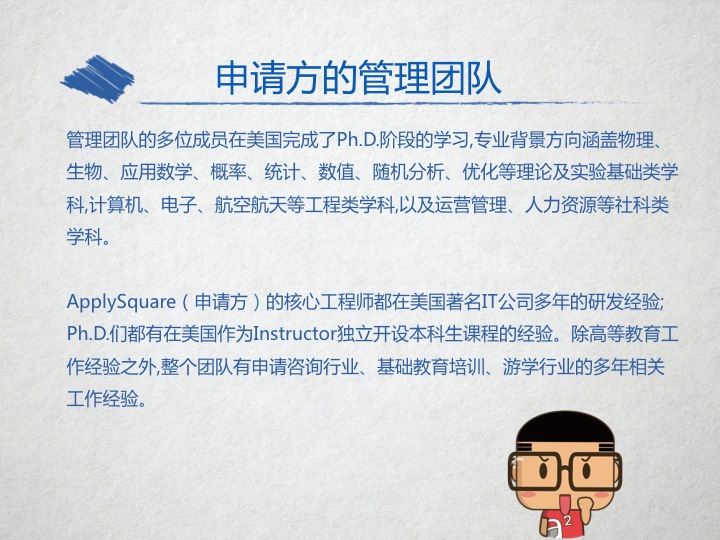 申请方的管理团队
管理团队的多位成员在美国完成了Ph.D.阶段的学习,专业背景方向涵盖物理、
生物、应用数学、概率、统计、数值、随机分析、优化等理论及实验基础类学
科,计算机、电子、航空航天等工程类学科,以及运营管理、人力资源等社科类
学科。
ApplySquare（申请方）的核心工程师都在美国著名IT公司多年的研发经验;
Ph.D.们都有在美国作为Instructor独立开设本科生课程的经验。除高等教育工
作经验之外,整个团队有申请咨询行业、基础教育培训、游学行业的多年相关
工作经验。
a2